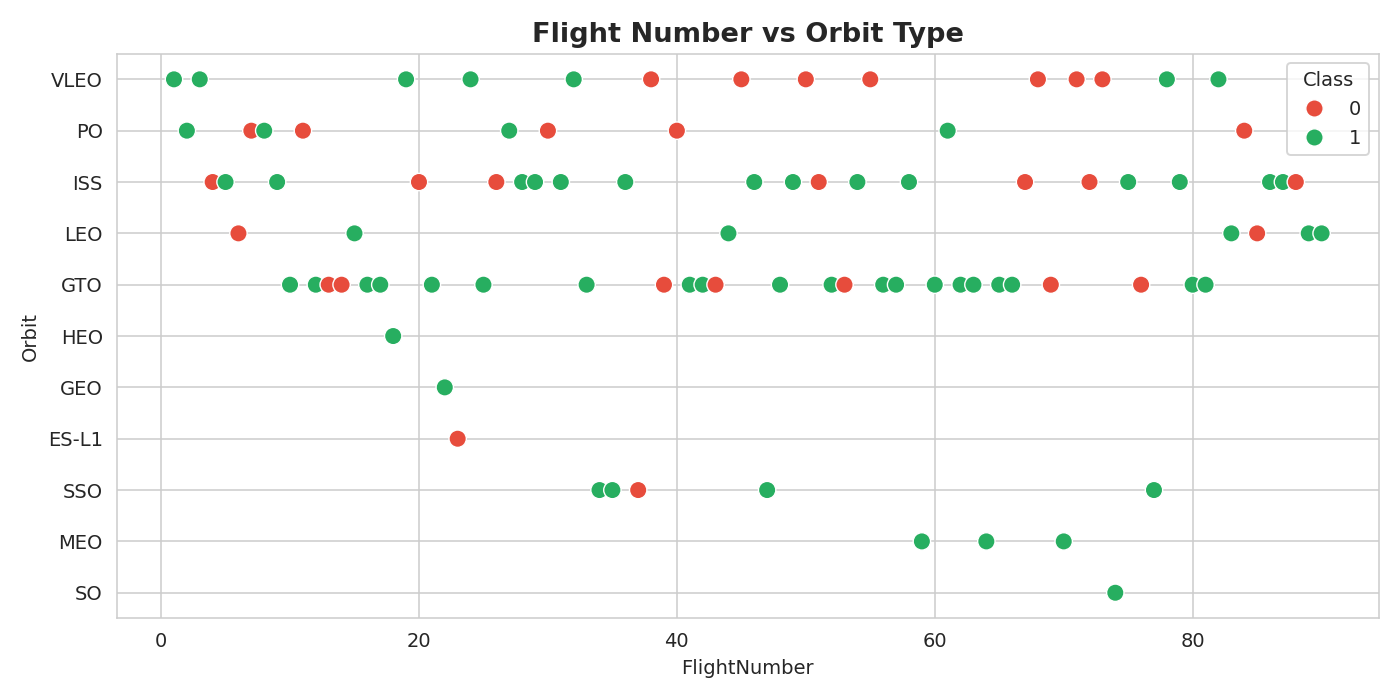 Flight Number vs Orbit Type
VLEO
PO
ISS
LEO
GTO
HEO
GEO
ES-L1
SSO
MEO
SO
Orbit
0 20 40 60 80
FlightNumber
Class
0
1